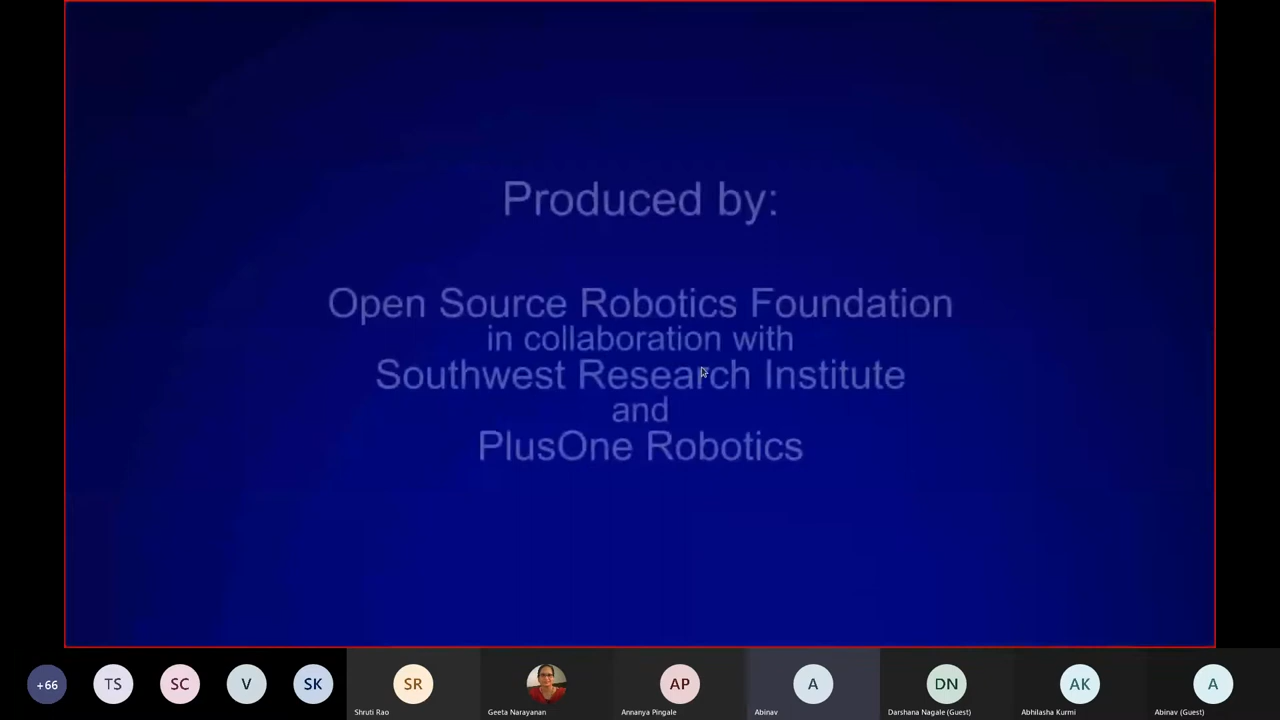 Produced by:
Open Source Robotics Foundation
in collaboration with
Southwest Research Institute
and
PlusOne Robotics
+66
TS
SC
V
SK
SR
AP
A
DN
AK
A
Shruti Rao
Geeta Narayanan
Annanya Pingale
Abinav
Darshana Nagale (Guest)
Abhilasha Kurmi
Abinav (Guest)